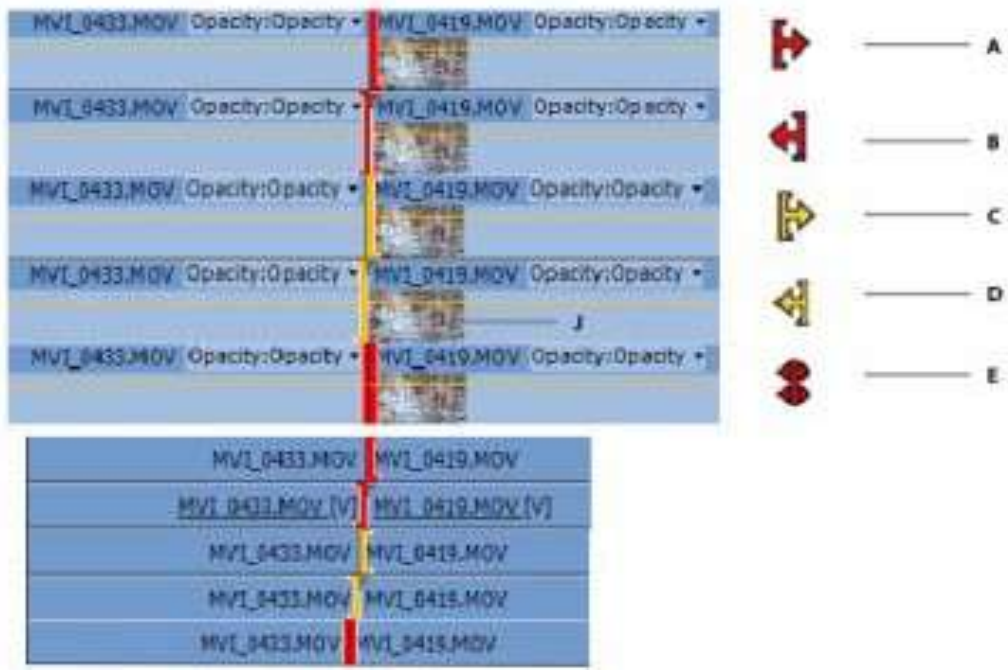 MVI_0433.MOV Opacity:Opacity MVI_0419.MOV Opacity:Opacity
A
MVI_0433.MOV Opacity:Opacity MVI_0419.MOV Opacity:Opacity
B
MVI_0433.MOV Opacity:Opacity MVI_0419.MOV Opacity:Opacity
C
MVI_0433.MOV Opacity:Opacity MVI_0419.MOV Opacity:Opacity
D
J
MVI_0433.MOV Opacity:Opacity MVI_0419.MOV Opacity:Opacity
E
MVI_0433.MOV MVI_0419.MOV
MVI_0433.MOV [V] MVI_0419.MOV [V]
MVI_0433.MOV MVI_0419.MOV
MVI_0433.MOV MVI_0419.MOV
MVI_0433.MOV MVI_0419.MOV